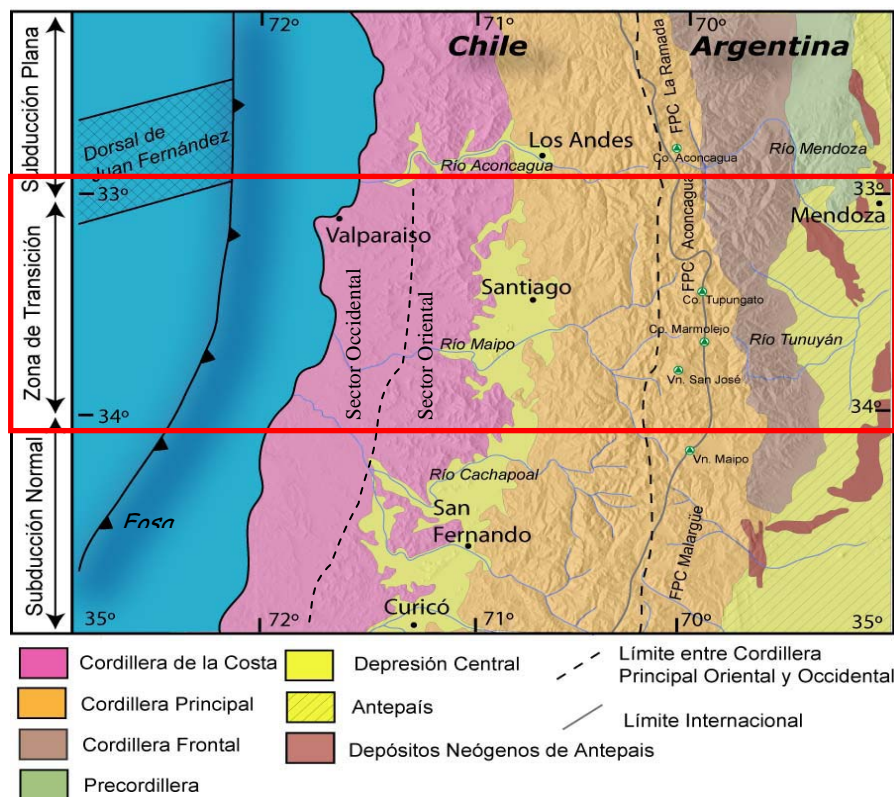 72° 71° 70°
Chile Argentina
Subducción Plana
Dorsal de
Juan Fernández
Los Andes
Río Aconcagua
FPC La Ramada
Co. Aconcagua
Río Mendoza
33° 33°
Zona de Transición
Valparaiso
Mendoza
FPC Aconcagua
Santiago
Co. Tupungato
Sector Occidental
Sector Oriental
Río Maipo
Cp. Marmolejo
Río Tunuyán
Vn. San José
34° 34°
Subducción Normal
Río Cachapoal
Vn. Maipo
San
Fernando
FPC Malargüe
Curicó
35° 72° 71° 70° 35°
Cordillera de la Costa
Cordillera Principal
Cordillera Frontal
Precordillera
Depresión Central
Antepaís
Depósitos Neógenos de Antepais
Límite entre Cordillera
Principal Oriental y Occidental
Límite Internacional